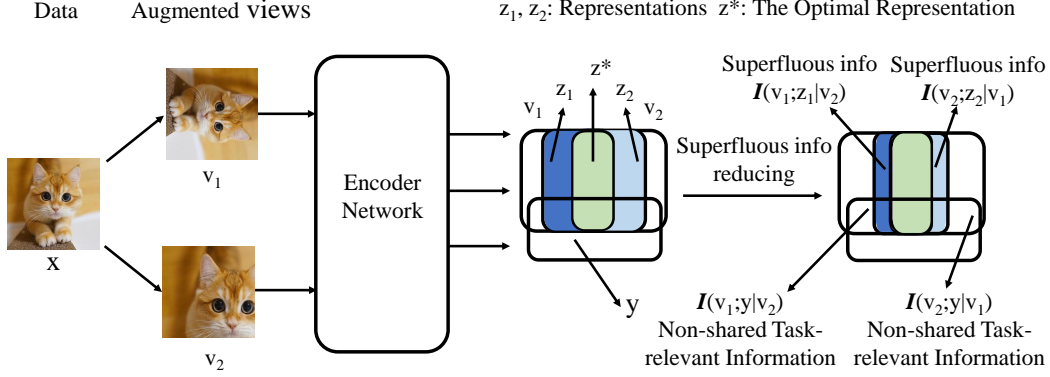 Data
Augmented views
z₁, z₂: Representations z*: The Optimal Representation
v₁
x
v₂
Encoder
Network
v₁
z₁
z*
z₂
v₂
y
Superfluous info
reducing
Superfluous info
I(v₁;z₁|v₂)
Superfluous info
I(v₂;z₂|v₁)
I(v₁;y|v₂)
Non-shared Task-
relevant Information
I(v₂;y|v₁)
Non-shared Task-
relevant Information